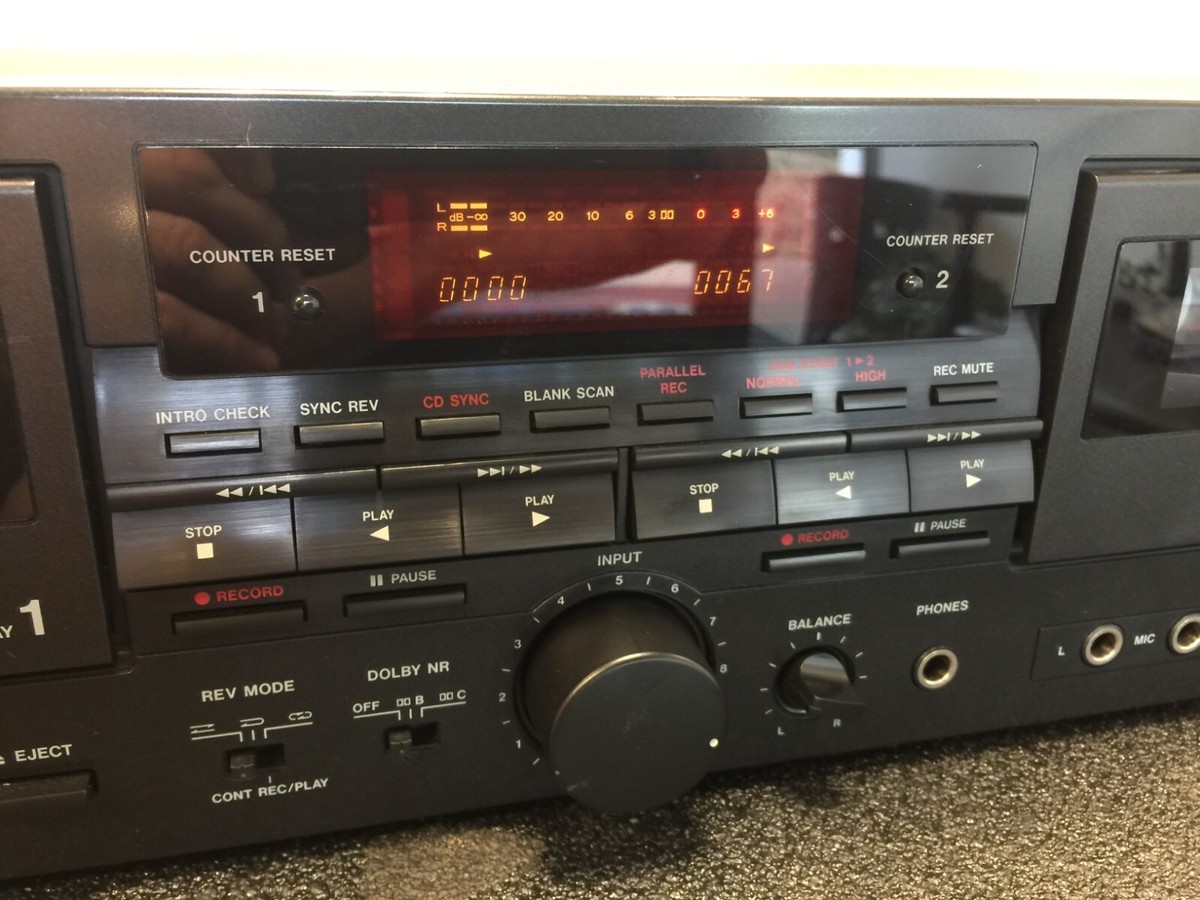 L
dB -∞ 30 20 10 6 3 0 3 +6
R
COUNTER RESET
1
0000
0067
COUNTER RESET
2
INTRO CHECK
SYNC REV
CD SYNC
BLANK SCAN
PARALLEL
REC
1▶2
NORMAL
HIGH
REC MUTE
◀◀/I◀◀
▶▶I/▶▶
◀◀/I◀◀
▶▶I/▶▶
STOP
PLAY
PLAY
STOP
PLAY
PLAY
RECORD
PAUSE
RECORD
PAUSE
1
INPUT
1 2 3 4 5 6 7 8
BALANCE
L R
PHONES
L MIC
REV MODE
CONT REC/PLAY
DOLBY NR
OFF B C
EJECT